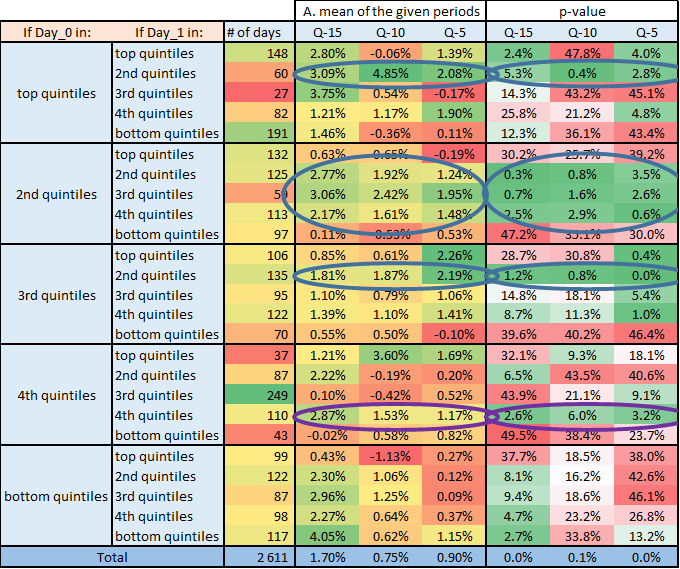 A. mean of the given periods p-value
If Day_0 in: If Day_1 in: # of days Q-15 Q-10 Q-5 Q-15 Q-10 Q-5
top quintiles 148 2.80% -0.06% 1.39% 2.4% 47.8% 4.0%
2nd quintiles 60 3.09% 4.85% 2.08% 5.3% 0.4% 2.8%
top quintiles 3rd quintiles 27 3.75% 0.54% -0.17% 14.3% 43.2% 45.1%
4th quintiles 82 1.21% 1.17% 1.90% 25.8% 21.2% 4.8%
bottom quintiles 191 1.46% -0.36% 0.11% 12.3% 36.1% 43.4%
top quintiles 132 0.63% 0.65% -0.19% 30.2% 25.7% 39.2%
2nd quintiles 125 2.77% 1.92% 1.24% 0.3% 0.8% 3.5%
2nd quintiles 3rd quintiles 59 3.06% 2.42% 1.95% 0.7% 1.6% 2.6%
4th quintiles 113 2.17% 1.61% 1.48% 2.5% 2.9% 0.6%
bottom quintiles 97 0.11% -0.53% 0.53% 47.2% 33.1% 30.0%
top quintiles 106 0.85% 0.61% 2.26% 28.7% 30.8% 0.4%
2nd quintiles 135 1.81% 1.87% 2.19% 1.2% 0.8% 0.0%
3rd quintiles 3rd quintiles 95 1.10% 0.79% 1.06% 14.8% 18.1% 5.4%
4th quintiles 122 1.39% 1.10% 1.41% 8.7% 11.3% 1.0%
bottom quintiles 70 0.55% 0.50% -0.10% 39.6% 40.2% 46.4%
top quintiles 37 1.21% 3.60% 1.69% 32.1% 9.3% 18.1%
2nd quintiles 87 2.22% -0.19% 0.20% 6.5% 43.5% 40.6%
4th quintiles 3rd quintiles 249 0.10% -0.42% 0.52% 43.9% 21.1% 9.1%
4th quintiles 110 2.87% 1.53% 1.17% 2.6% 6.0% 3.2%
bottom quintiles 43 -0.02% 0.58% 0.82% 49.5% 38.4% 23.7%
top quintiles 99 0.43% -1.13% 0.27% 37.7% 18.5% 38.0%
2nd quintiles 122 2.30% 1.06% 0.12% 8.1% 16.2% 42.6%
bottom quintiles 3rd quintiles 87 2.96% 1.25% 0.09% 9.4% 18.6% 46.1%
4th quintiles 98 2.27% 0.64% 0.37% 4.7% 23.2% 26.8%
bottom quintiles 117 4.05% 0.62% 1.15% 2.7% 33.8% 13.2%
Total 2 611 1.70% 0.75% 0.90% 0.0% 0.1% 0.0%